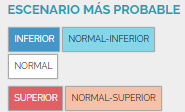 ESCENARIO MÁS PROBABLE
INFERIOR NORMAL-INFERIOR
NORMAL
SUPERIOR NORMAL-SUPERIOR